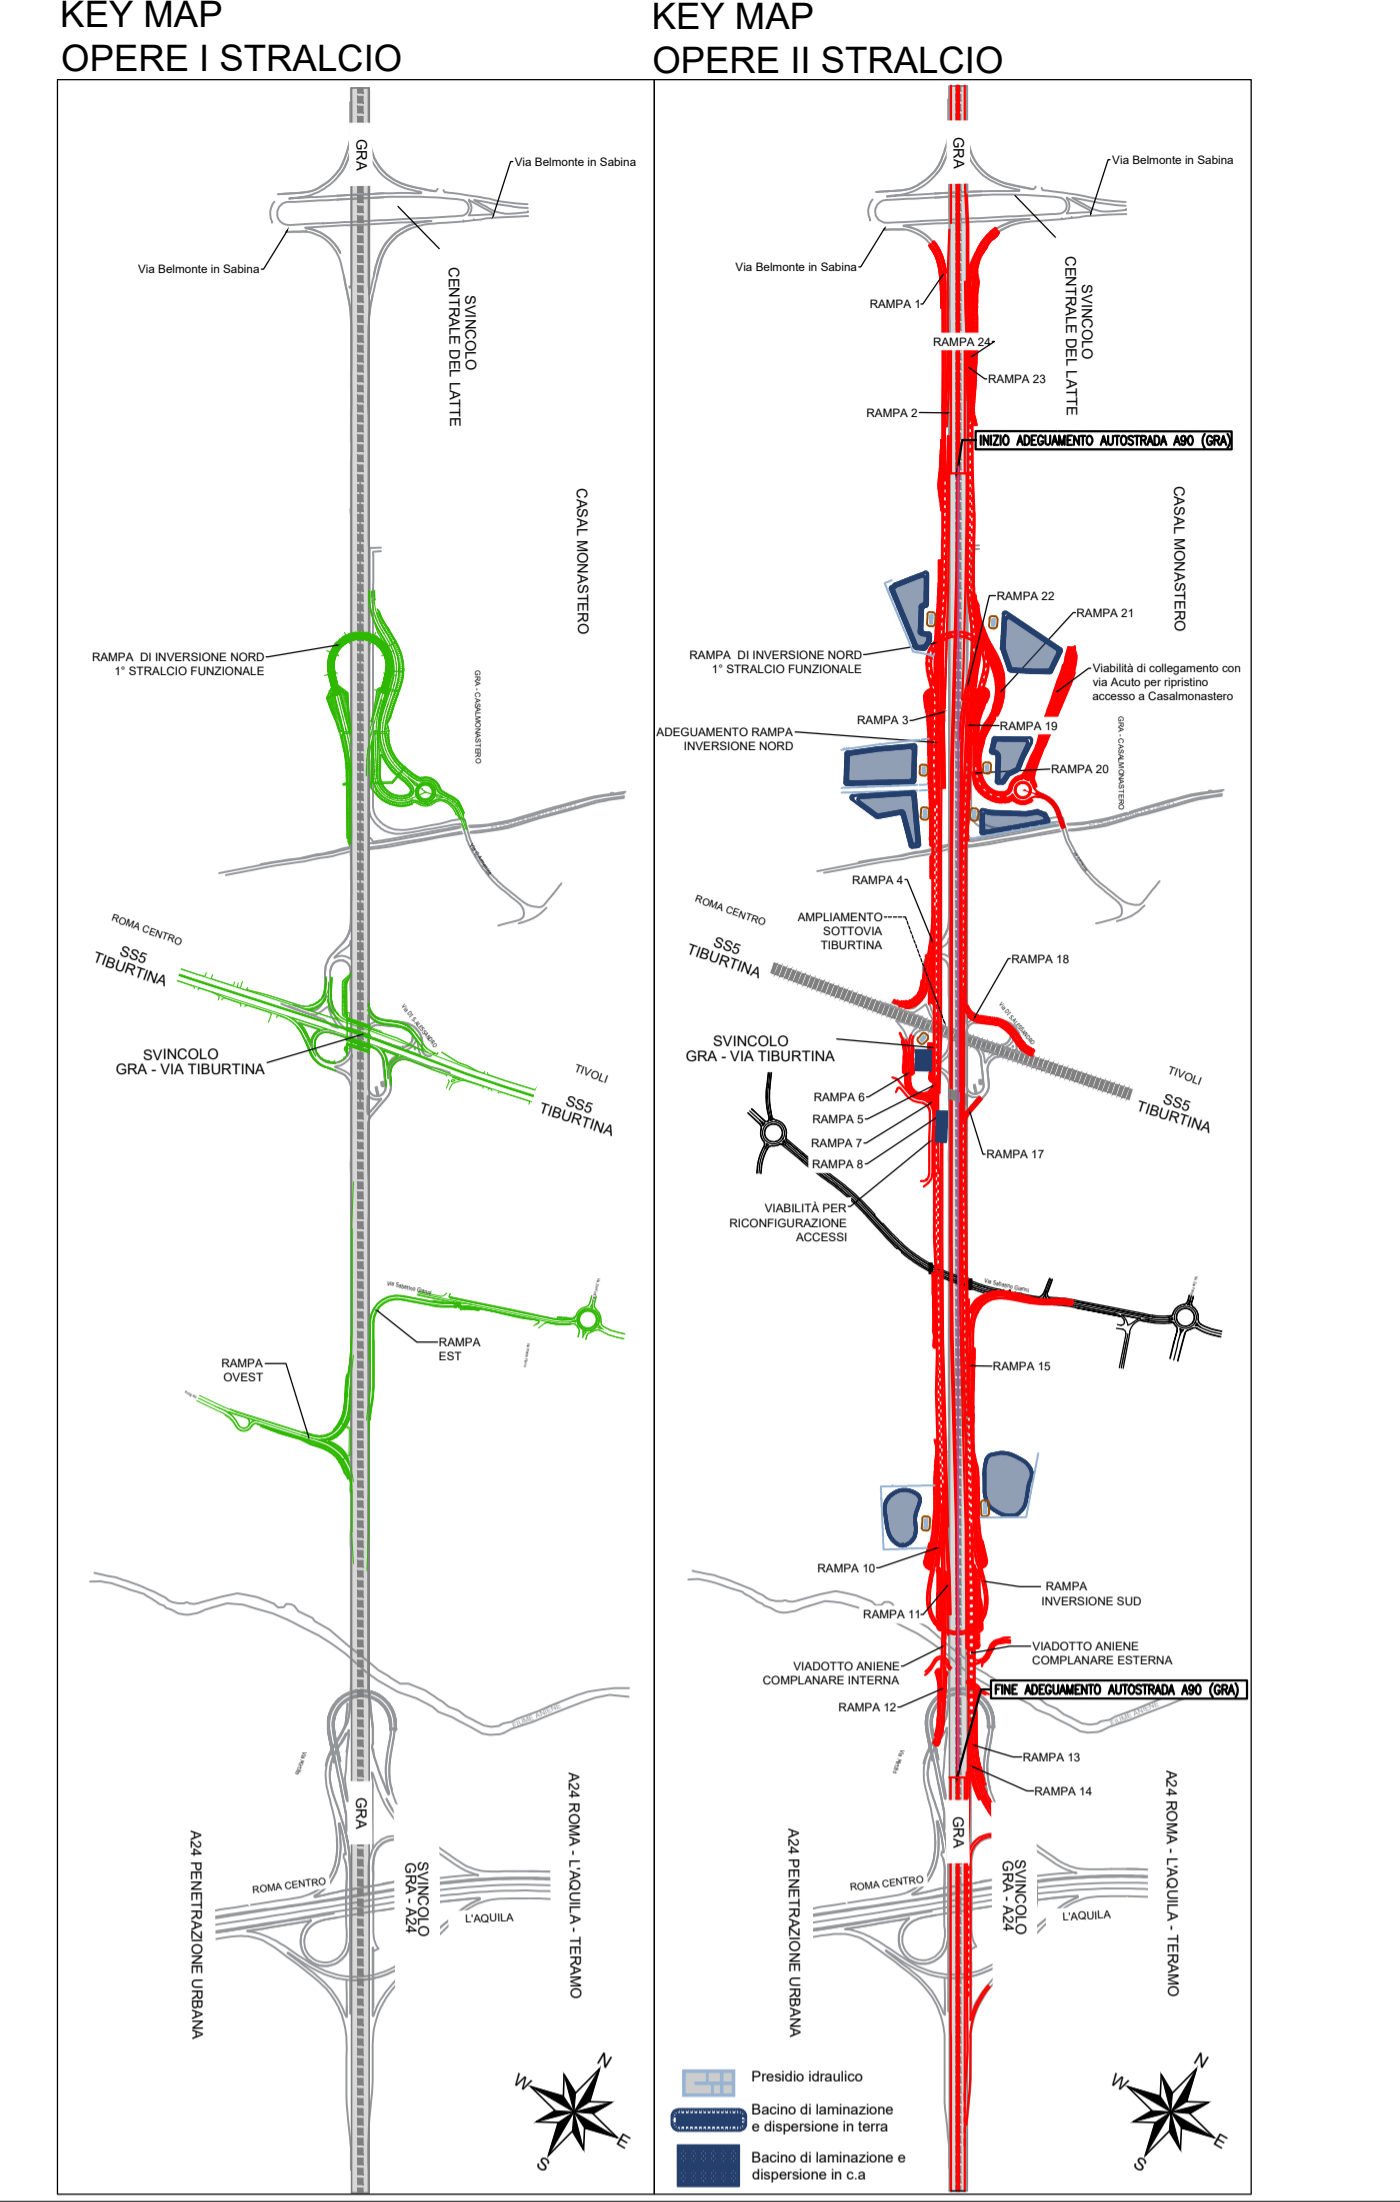 KEY MAP
OPERE I STRALCIO
GRA
Via Belmonte in Sabina
Via Belmonte in Sabina
SVINCOLO
CENTRALE DEL LATTE
CASAL MONASTERO
RAMPA DI INVERSIONE NORD
1° STRALCIO FUNZIONALE
GRA - CASALMONASTERO
ROMA CENTRO
SS5
TIBURTINA
SVINCOLO
GRA - VIA TIBURTINA
TIVOLI
SS5
TIBURTINA
RAMPA
EST
RAMPA
OVEST
FIUME ANIENE
GRA
A24 ROMA - L'AQUILA - TERAMO
A24 PENETRAZIONE URBANA
SVINCOLO
GRA - A24
ROMA CENTRO
L'AQUILA
N
W
E
S
KEY MAP
OPERE II STRALCIO
GRA
Via Belmonte in Sabina
Via Belmonte in Sabina
RAMPA 1
SVINCOLO
CENTRALE DEL LATTE
RAMPA 24
RAMPA 23
RAMPA 2
INIZIO ADEGUAMENTO AUTOSTRADA A90 (GRA)
CASAL MONASTERO
RAMPA 22
RAMPA 21
RAMPA DI INVERSIONE NORD
1° STRALCIO FUNZIONALE
Viabilità di collegamento con
via Acuto per ripristino
accesso a Casalmonastero
RAMPA 3
RAMPA 19
ADEGUAMENTO RAMPA
INVERSIONE NORD
GRA - CASALMONASTERO
RAMPA 20
RAMPA 4
ROMA CENTRO
SS5
TIBURTINA
AMPLIAMENTO
SOTTOVIA
TIBURTINA
RAMPA 18
SVINCOLO
GRA - VIA TIBURTINA
TIVOLI
SS5
TIBURTINA
RAMPA 6
RAMPA 5
RAMPA 7
RAMPA 8
RAMPA 17
VIABILITÀ PER
RICONFIGURAZIONE
ACCESSI
RAMPA 15
RAMPA 10
RAMPA
INVERSIONE SUD
RAMPA 11
VIADOTTO ANIENE
COMPLANARE ESTERNA
VIADOTTO ANIENE
COMPLANARE INTERNA
FINE ADEGUAMENTO AUTOSTRADA A90 (GRA)
RAMPA 12
FIUME ANIENE
RAMPA 13
RAMPA 14
GRA
A24 ROMA - L'AQUILA - TERAMO
A24 PENETRAZIONE URBANA
SVINCOLO
GRA - A24
ROMA CENTRO
L'AQUILA
N
W
E
S
Presidio idraulico
Bacino di laminazione
e dispersione in terra
Bacino di laminazione e
dispersione in c.a